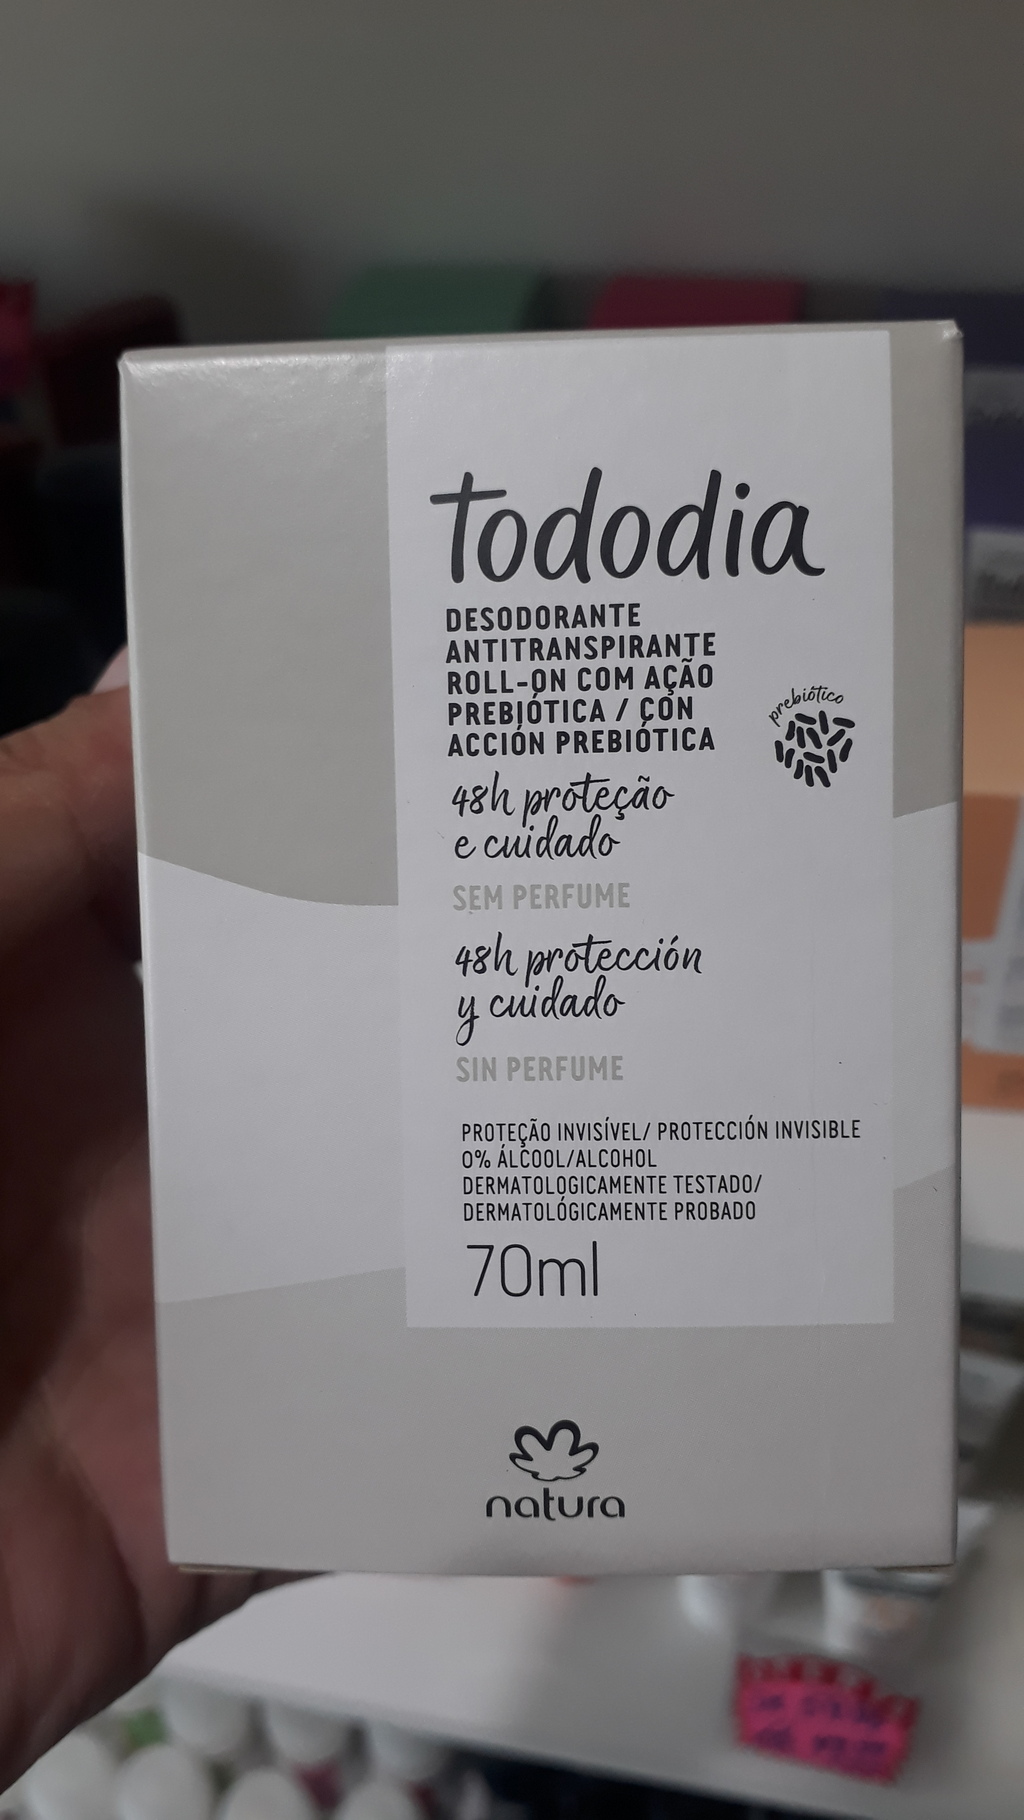 tododia
DESODORANTE
ANTITRANSPIRANTE
ROLL-ON COM AÇÃO
PREBIÓTICA / CON
ACCIÓN PREBIÓTICA
prebiótico
48h proteção
e cuidado
SEM PERFUME
48h protección
y cuidado
SIN PERFUME
PROTEÇÃO INVISÍVEL/ PROTECCIÓN INVISIBLE
0% ÁLCOOL/ALCOHOL
DERMATOLOGICAMENTE TESTADO/
DERMATOLÓGICAMENTE PROBADO
70ml
natura